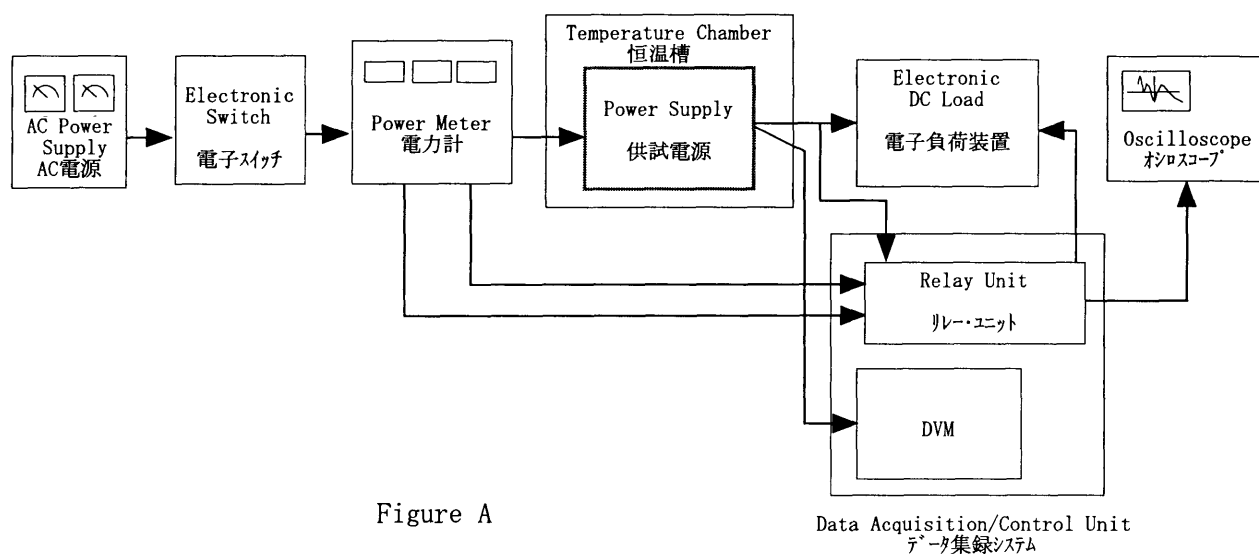 AC Power
Supply
AC電源
Electronic
Switch
電子スイッチ
Power Meter
電力計
Temperature Chamber
恒温槽
Power Supply
供試電源
Electronic
DC Load
電子負荷装置
Oscilloscope
オシロスコープ
Relay Unit
リレー・ユニット
DVM
Data Acquisition/Control Unit
データ集録システム
Figure A